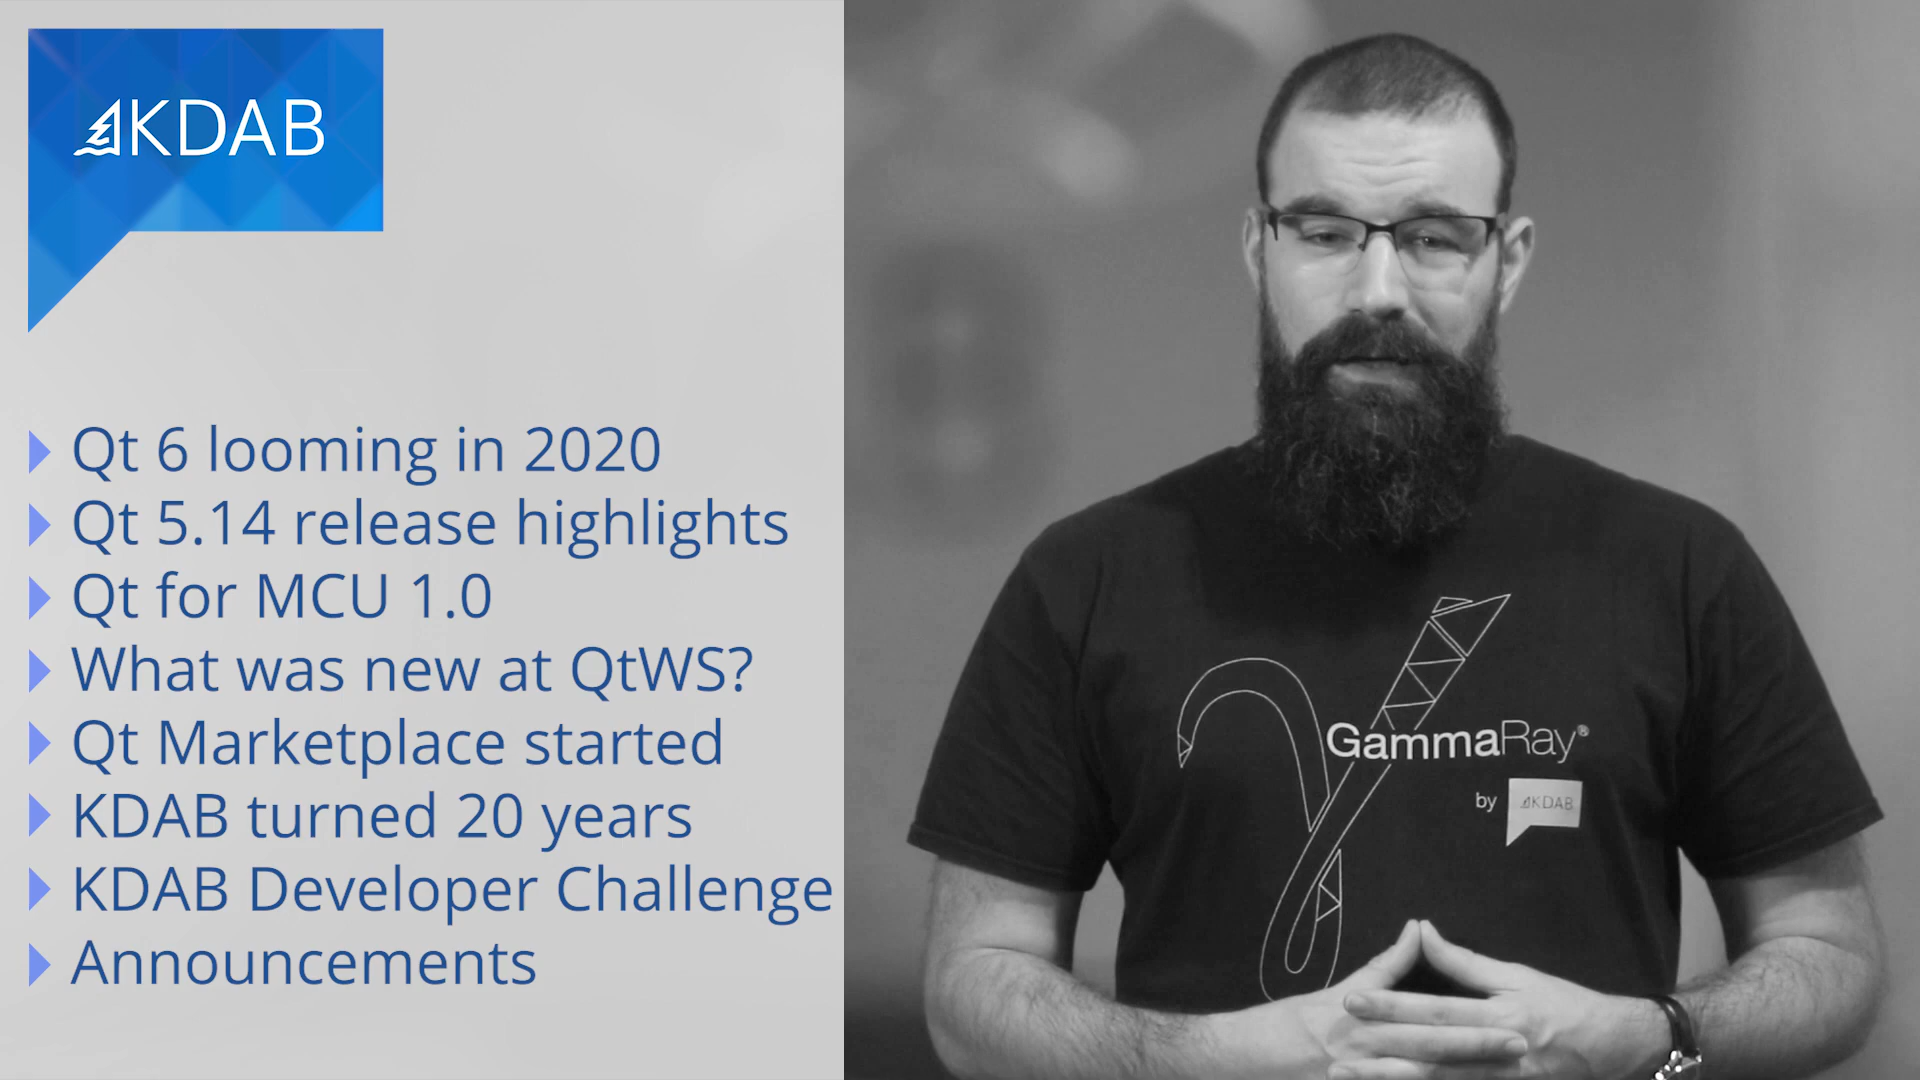 KDAB
Qt 6 looming in 2020
Qt 5.14 release highlights
Qt for MCU 1.0
What was new at QtWS?
Qt Marketplace started
KDAB turned 20 years
KDAB Developer Challenge
Announcements
GammaRay®
by KDAB